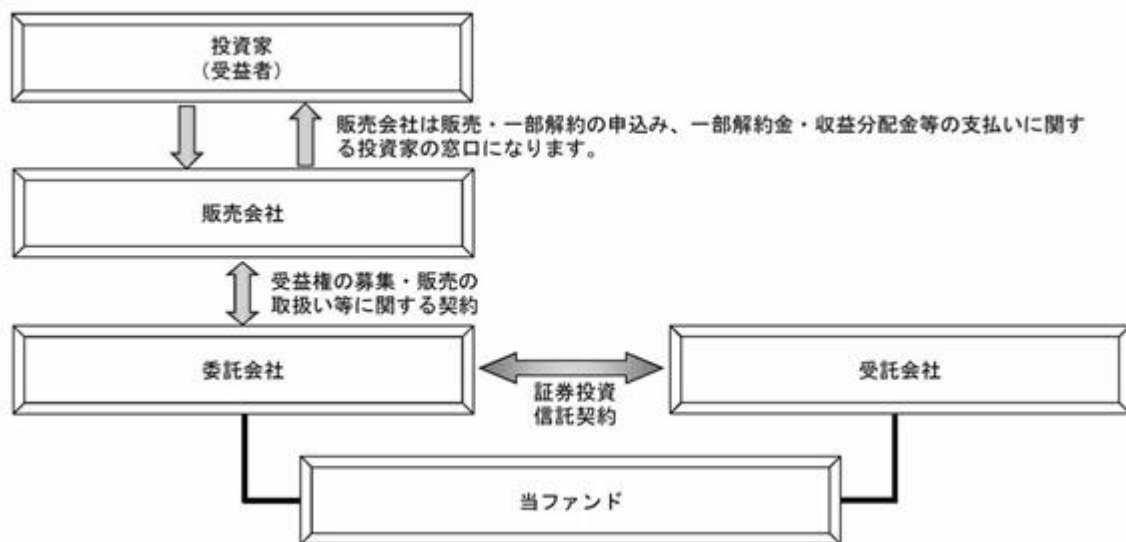 投資家
(受益者)
販売会社は販売・一部解約の申込み、一部解約金・収益分配金等の支払いに関す
る投資家の窓口になります。
販売会社
受益権の募集・販売の
取扱い等に関する契約
委託会社
受託会社
証券投資
信託契約
当ファンド